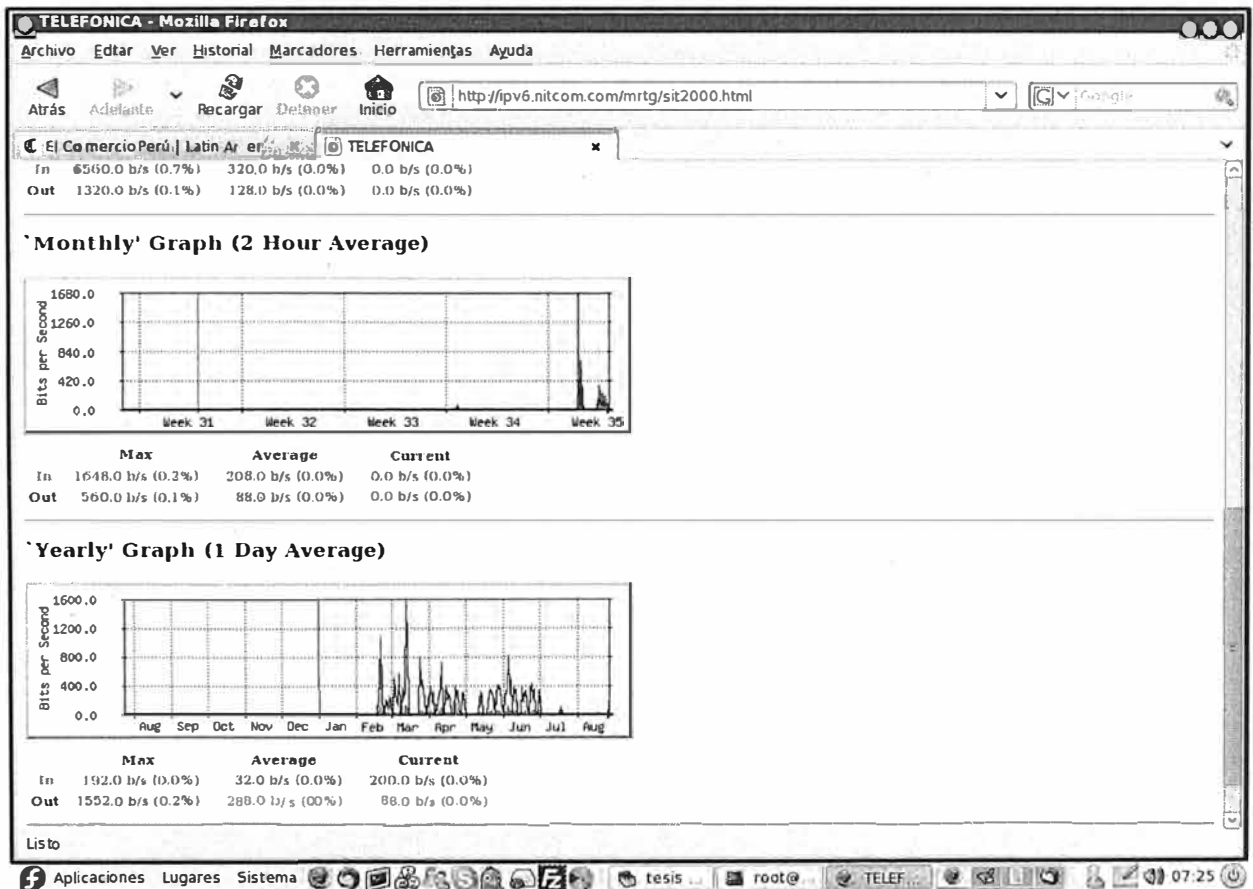 TELEFONICA - Mozilla Firefox
Archivo Edtar Ver Historial Marcadores Herramientas Ayuda
Atrás Adelante Recargar Detener Inicio http://ipv6.nitcom.com/mrtg/sit2000.html Google
El Comercio Perú | Latin TELEFONICA
In 6560.0 b/s (0.7%) 320.0 b/s (0.0%) 0.0 b/s (0.0%)
Out 1320.0 b/s (0.1%) 128.0 b/s (0.0%) 0.0 b/s (0.0%)
`Monthly' Graph (2 Hour Average)
Bits per Second
1680.0
1260.0
840.0
420.0
0.0
Week 31 Week 32 Week 33 Week 34 Week 35
Max Average Current
In 1648.0 b/s (0.2%) 208.0 b/s (0.0%) 0.0 b/s (0.0%)
Out 560.0 b/s (0.1%) 88.0 b/s (0.0%) 0.0 b/s (0.0%)
`Yearly' Graph (1 Day Average)
Bits per Second
1600.0
1200.0
800.0
400.0
0.0
Aug Sep Oct Nov Dec Jan Feb Mar Apr May Jun Jul Aug
Max Average Current
In 192.0 b/s (0.0%) 32.0 b/s (0.0%) 200.0 b/s (0.0%)
Out 1552.0 b/s (0.2%) 288.0 b/s (00%) 88.0 b/s (0.0%)
Listo
Aplicaciones Lugares Sistema tesis ... root@... TELEF... 07:25